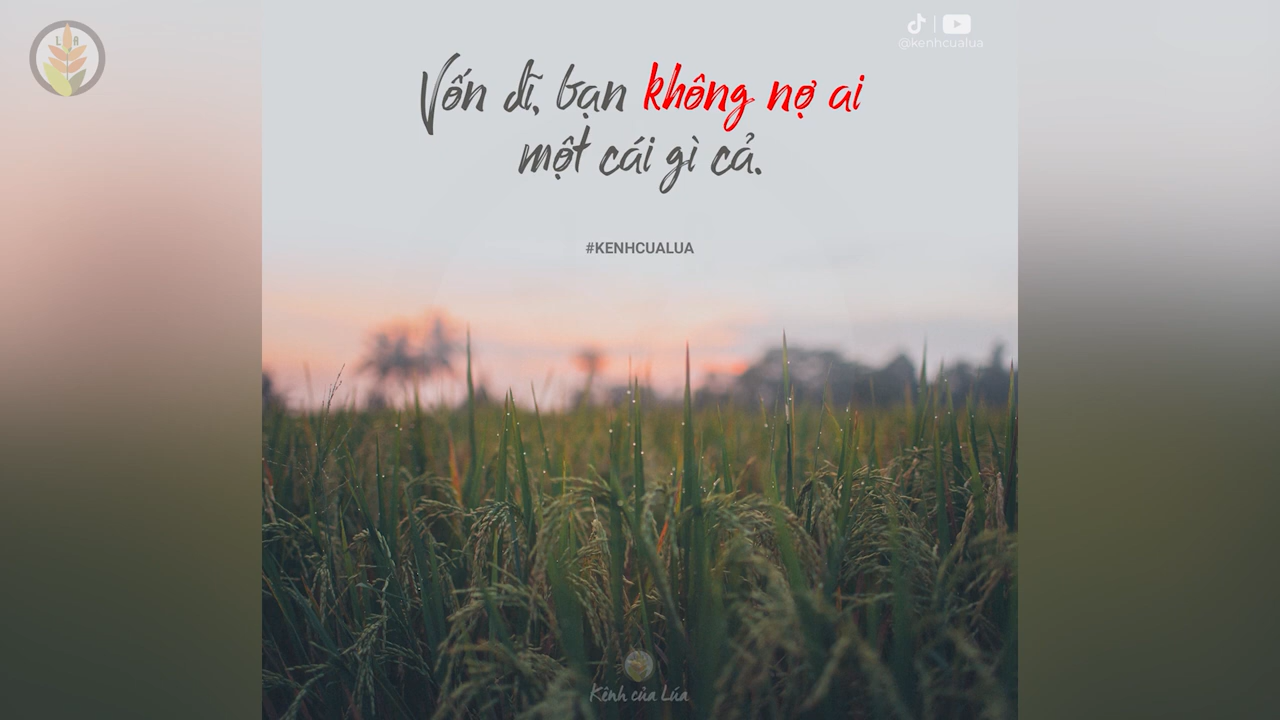 L A
@kenhcualua
Vốn dĩ, bạn không nợ ai
một cái gì cả.
#KENHCUALUA
Kênh của Lúa